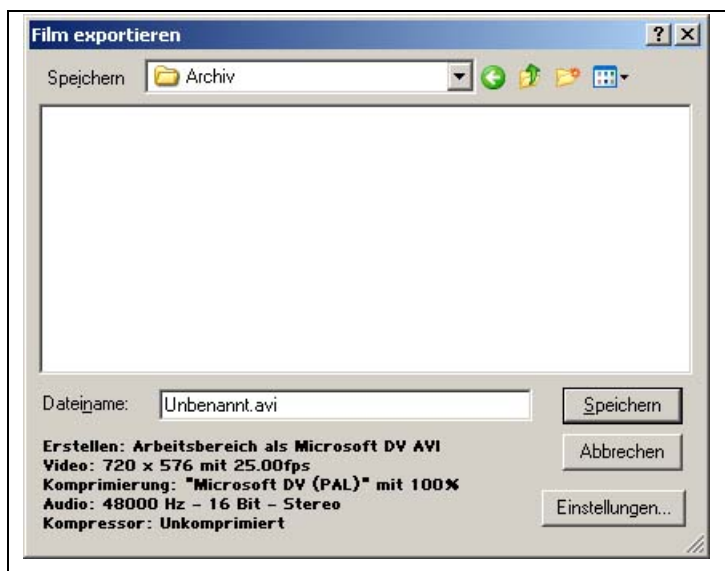 Film exportieren
Speichern Archiv
Dateiname: Unbenannt.avi Speichern
Erstellen: Arbeitsbereich als Microsoft DV AVI
Abbrechen
Video: 720 x 576 mit 25.00fps
Komprimierung: "Microsoft DV (PAL)" mit 100%
Audio: 48000 Hz - 16 Bit - Stereo
Einstellungen...
Kompressor: Unkomprimiert